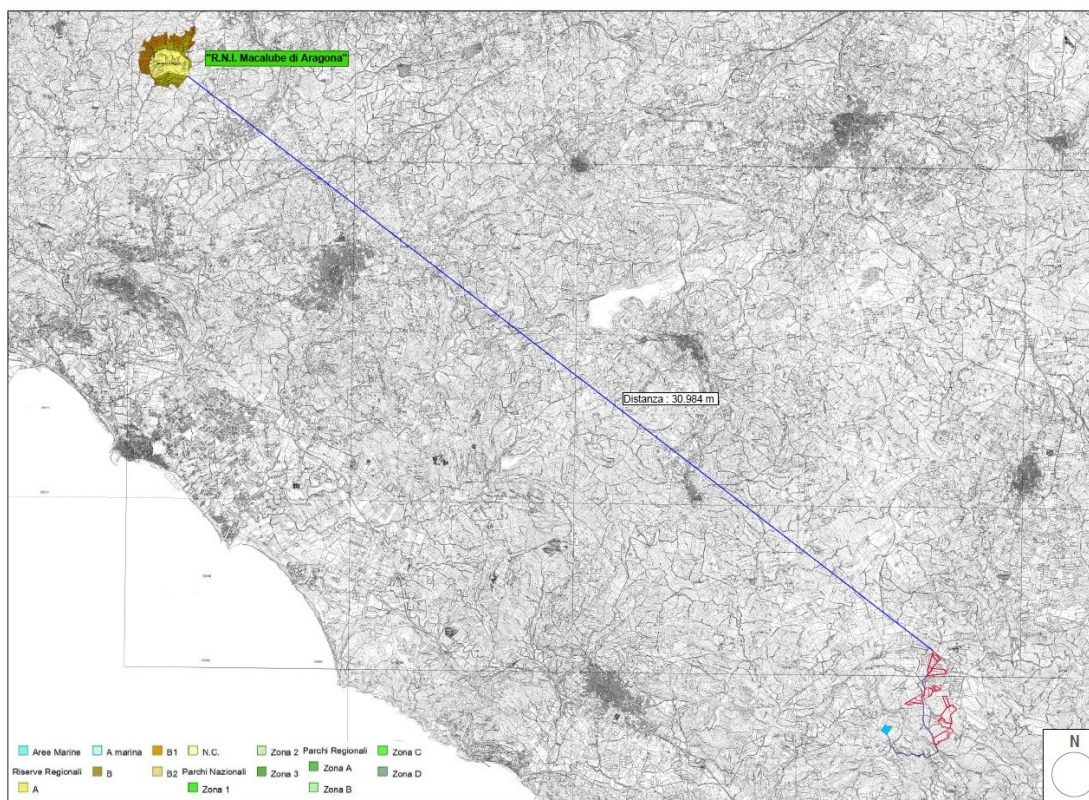 "R.N.I. Macalube di Aragona"
Distanza : 30.984 m
Aree Marine
A marina
B1
N.C.
Zona 2
Parchi Regionali
Zona C
Riserve Regionali
B
B2
Parchi Nazionali
Zona 3
Zona A
Zona D
A
Zona 1
Zona B
N